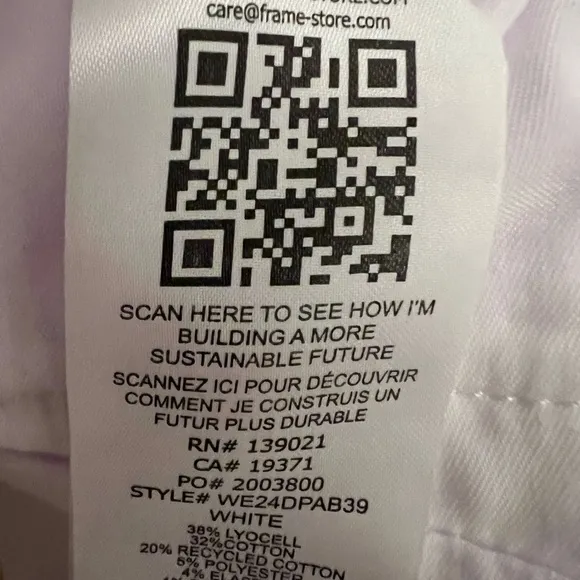 care@frame-store.com
SCAN HERE TO SEE HOW I'M
BUILDING A MORE
SUSTAINABLE FUTURE
SCANNEZ ICI POUR DÉCOUVRIR
COMMENT JE CONSTRUIS UN
FUTUR PLUS DURABLE
RN# 139021
CA# 19371
PO# 2003800
STYLE# WE24DPAB39
WHITE
38% LYOCELL
32%COTTON
20% RECYCLED COTTON
5% POLYESTER
4%